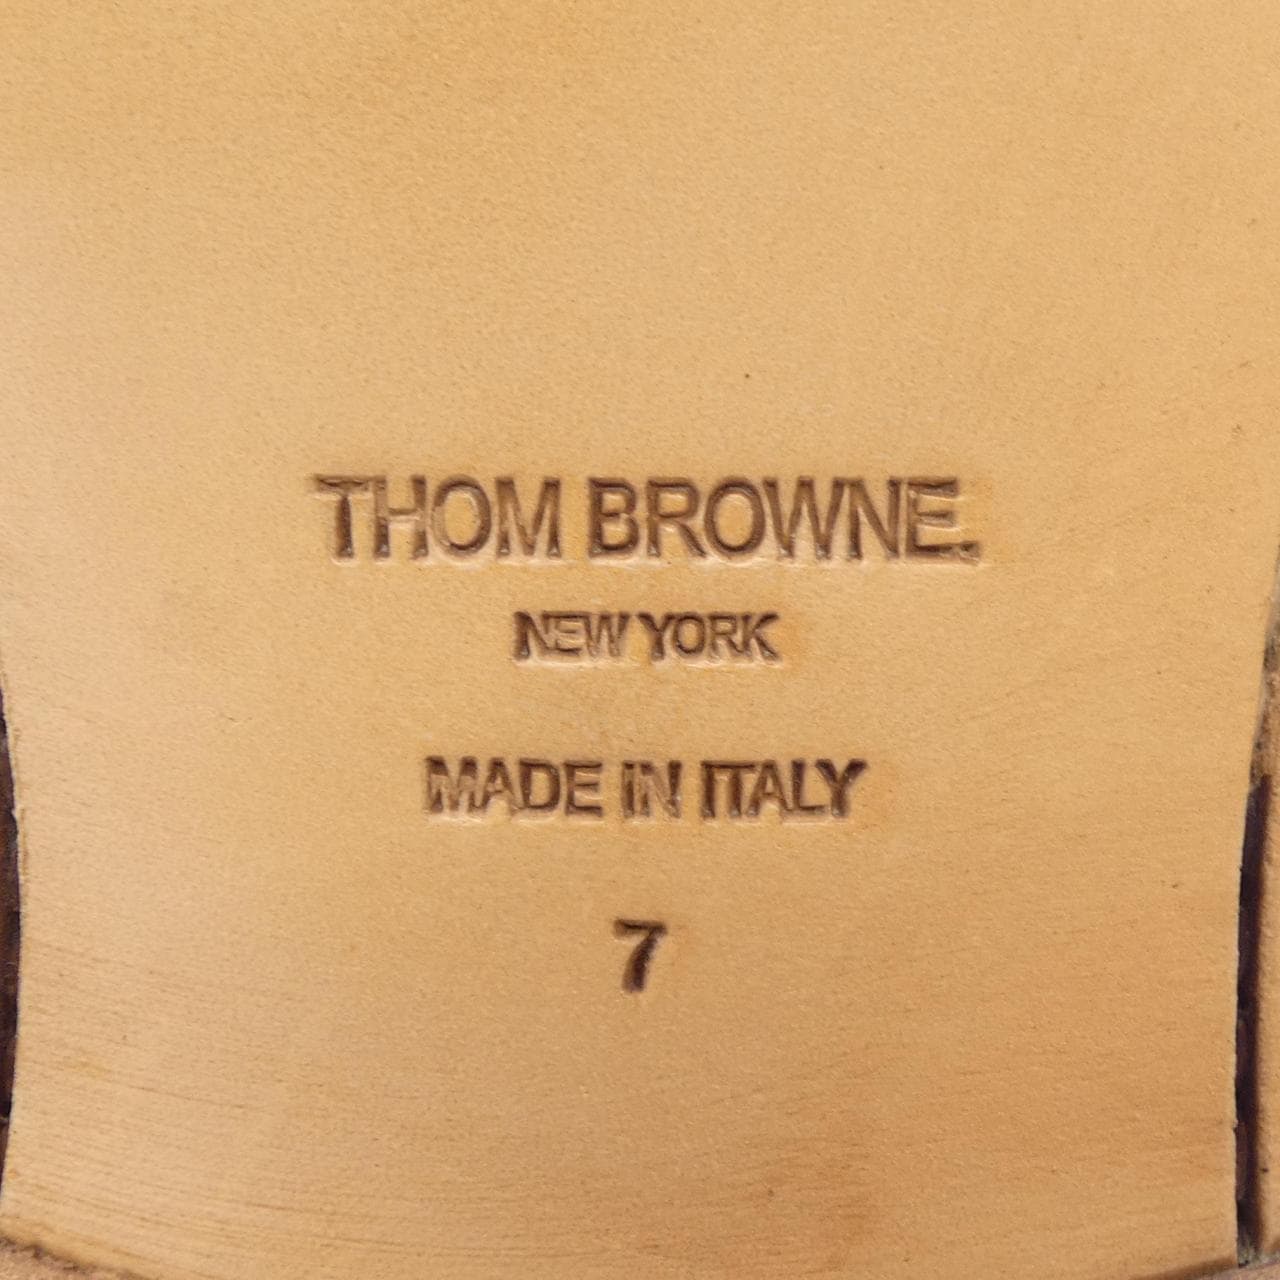 THOM BROWNE.
NEW YORK
MADE IN ITALY
7